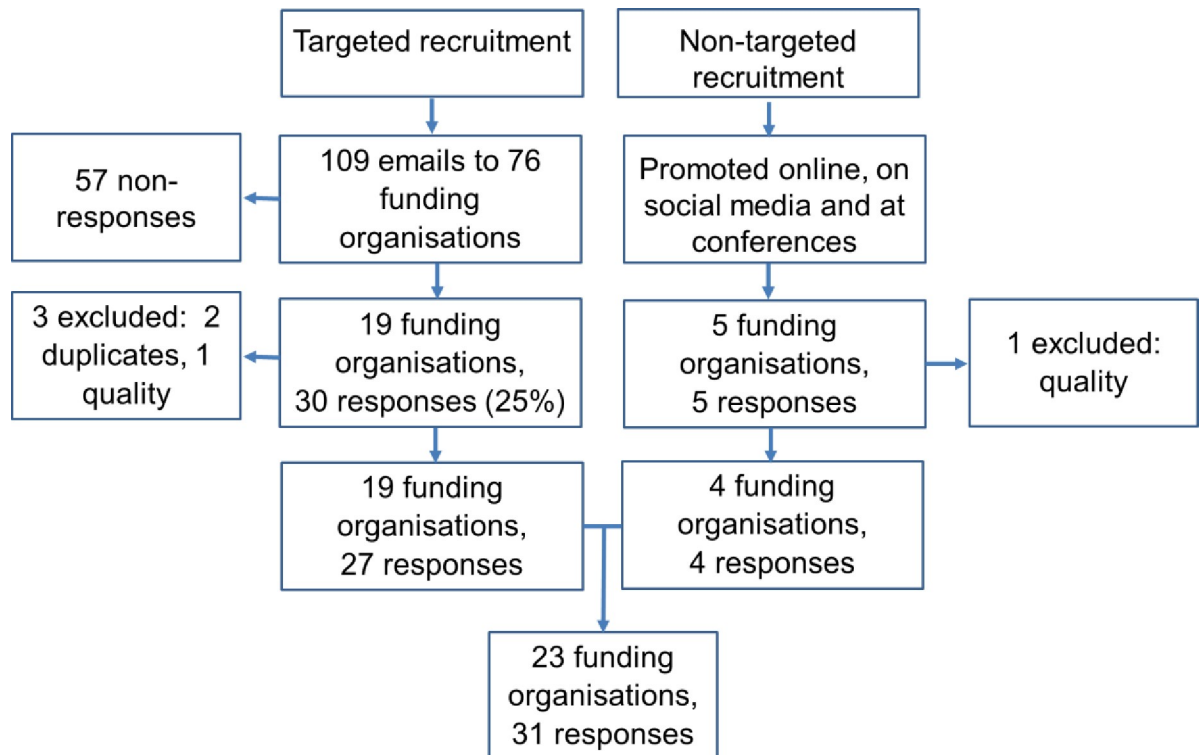 Targeted recruitment
Non-targeted
recruitment
57 non-
responses
109 emails to 76
funding
organisations
Promoted online, on
social media and at
conferences
3 excluded:  2
duplicates, 1
quality
19 funding
organisations,
30 responses (25%)
5 funding
organisations,
5 responses
1 excluded:
quality
19 funding
organisations,
27 responses
4 funding
organisations,
4 responses
23 funding
organisations,
31 responses